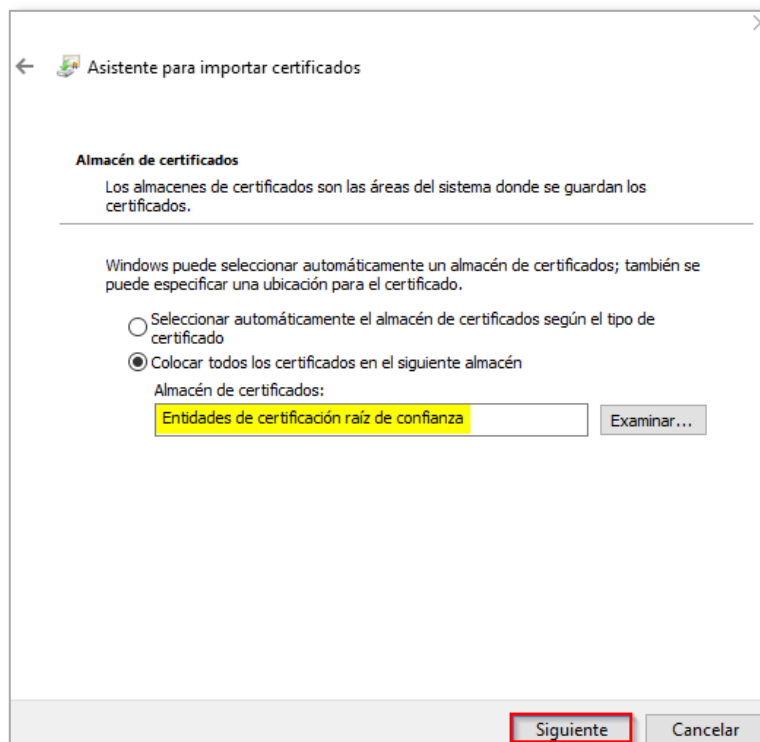 Asistente para importar certificados
Almacén de certificados
Los almacenes de certificados son las áreas del sistema donde se guardan los
certificados.
Windows puede seleccionar automáticamente un almacén de certificados; también se
puede especificar una ubicación para el certificado.
Seleccionar automáticamente el almacén de certificados según el tipo de
certificado
Colocar todos los certificados en el siguiente almacén
Almacén de certificados:
Entidades de certificación raíz de confianza
Examinar...
Siguiente
Cancelar